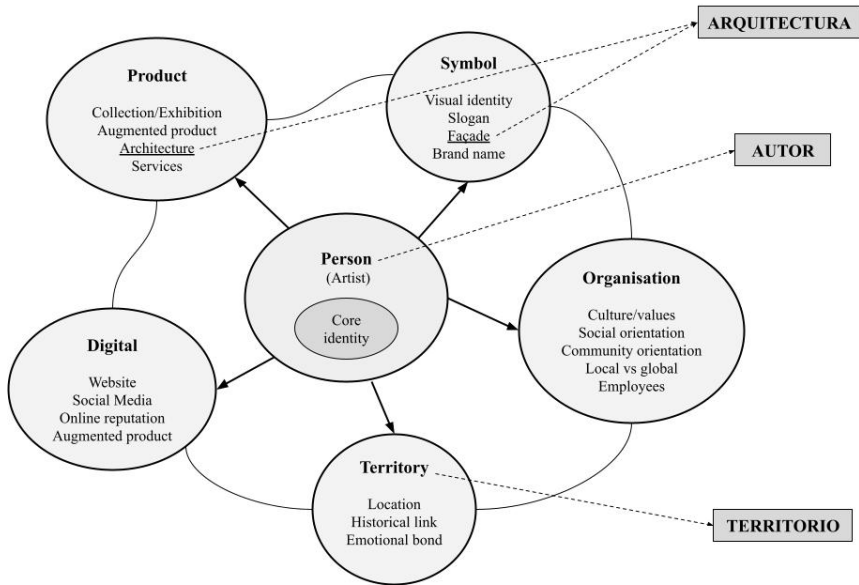 ARQUITECTURA
Product
Collection/Exhibition
Augmented product
Architecture
Services
Symbol
Visual identity
Slogan
Façade
Brand name
AUTOR
Person
(Artist)
Core
identity
Organisation
Culture/values
Social orientation
Community orientation
Local vs global
Employees
Digital
Website
Social Media
Online reputation
Augmented product
Territory
Location
Historical link
Emotional bond
TERRITORIO